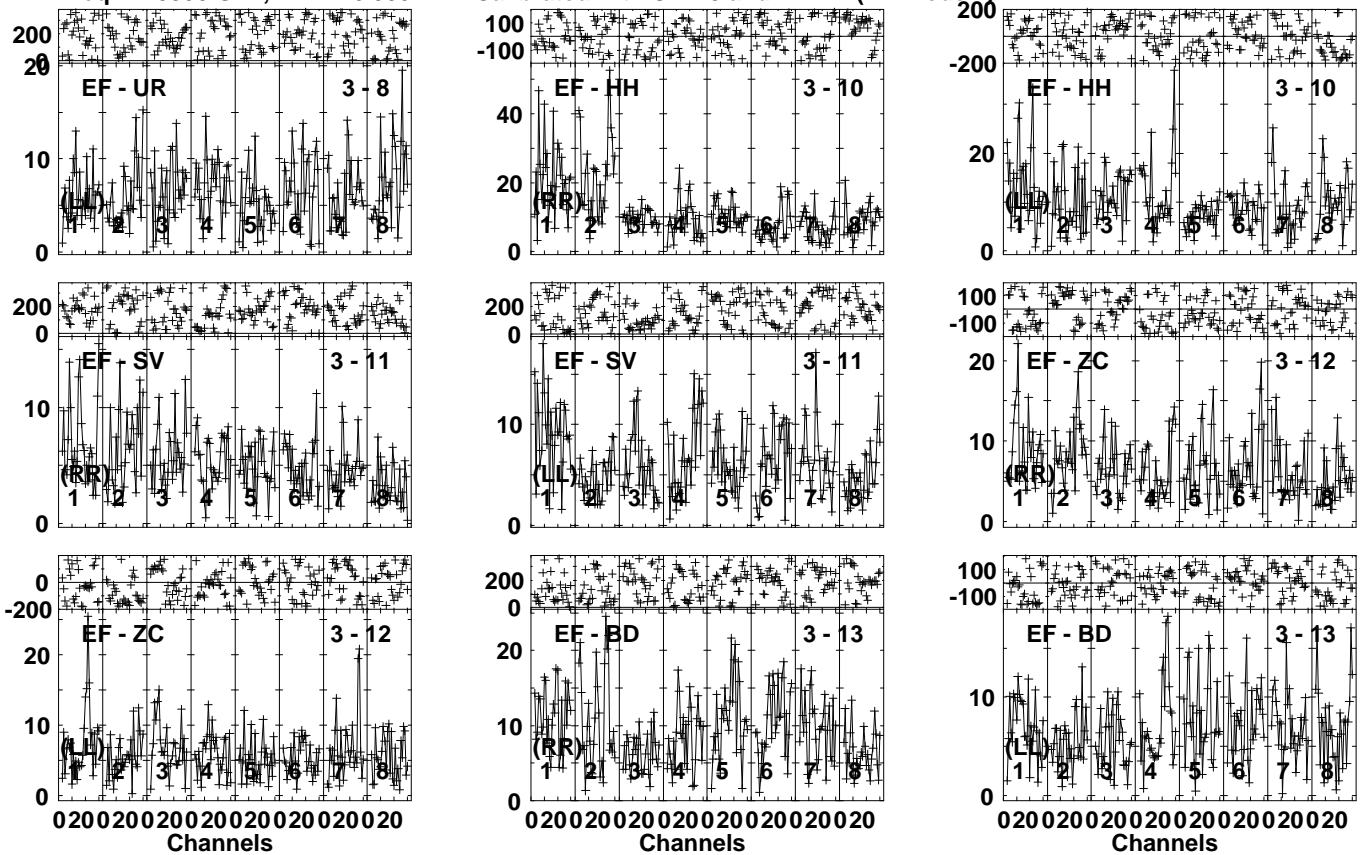 200 100 -100 200 -200
0
20 EF - UR 3 - 8 EF - HH 3 - 10 EF - HH 3 - 10
40
10 20 20
10
(LL) (RR) (LL)
1 2 3 4 5 6 7 8 1 2 3 4 5 6 7 8 1 2 3 4 5 6 7 8
0 0 0
200 0 200 0 100 -100
EF - SV 3 - 11 EF - SV 3 - 11 EF - ZC 3 - 12
20
10 10 10
(RR) (LL) (RR)
1 2 3 4 5 6 7 8 1 2 3 4 5 6 7 8 1 2 3 4 5 6 7 8
0 0 0
0 -200 200 0 100 -100
EF - ZC 3 - 12 EF - BD 3 - 13 EF - BD 3 - 13
20 20
10 10 10
(LL) (RR) (LL)
1 2 3 4 5 6 7 8 1 2 3 4 5 6 7 8 1 2 3 4 5 6 7 8
0 0 0
0 20 0 20 0 20 0 20 0 20 0 20 0 20 0 20 0 20 0 20 0 20 0 20 0 20 0 20 0 20 0 20 0 20 0 20 0 20 0 20 0 20 0 20 0 20 0 20
Channels Channels Channels